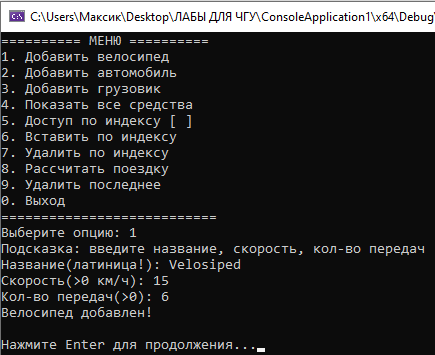 C:\Users\Максик\Desktop\ЛАБЫ ДЛЯ ЧГУ\ConsoleApplication1\x64\Debug\
========== МЕНЮ ==========
1. Добавить велосипед
2. Добавить автомобиль
3. Добавить грузовик
4. Показать все средства
5. Доступ по индексу [ ]
6. Вставить по индексу
7. Удалить по индексу
8. Рассчитать поездку
9. Удалить последнее
0. Выход
===========================
Выберите опцию: 1
Подсказка: введите название, скорость, кол-во передач
Название(латиница!): Velosiped
Скорость(>0 км/ч): 15
Кол-во передач(>0): 6
Велосипед добавлен!
Нажмите Enter для продолжения..._